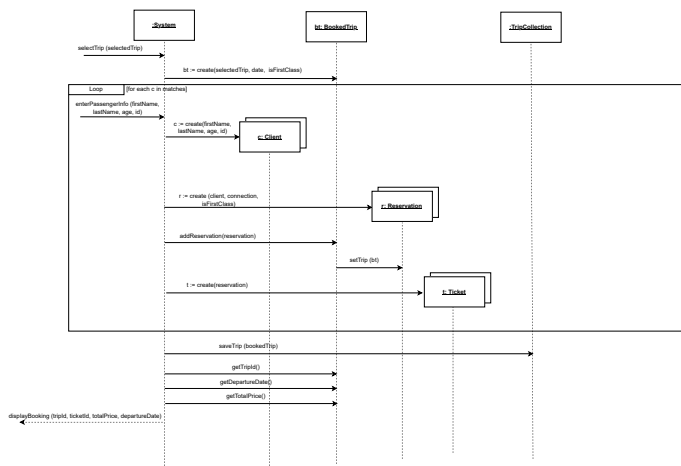 :System
bt: BookedTrip
:TripCollection
selectTrip (selectedTrip)
bt := create(selectedTrip, date, isFirstClass)
Loop
[for each c in matches]
enterPassengerInfo (firstName,
lastName, age, id)
c := create(firstName,
lastName, age, id)
c: Client
r := create (client, connection,
isFirstClass)
r: Reservation
addReservation(reservation)
setTrip (bt)
t := create(reservation)
t: Ticket
saveTrip (bookedTrip)
getTripId()
getDepartureDate()
getTotalPrice()
displayBooking (tripId, ticketId, totalPrice, departureDate)